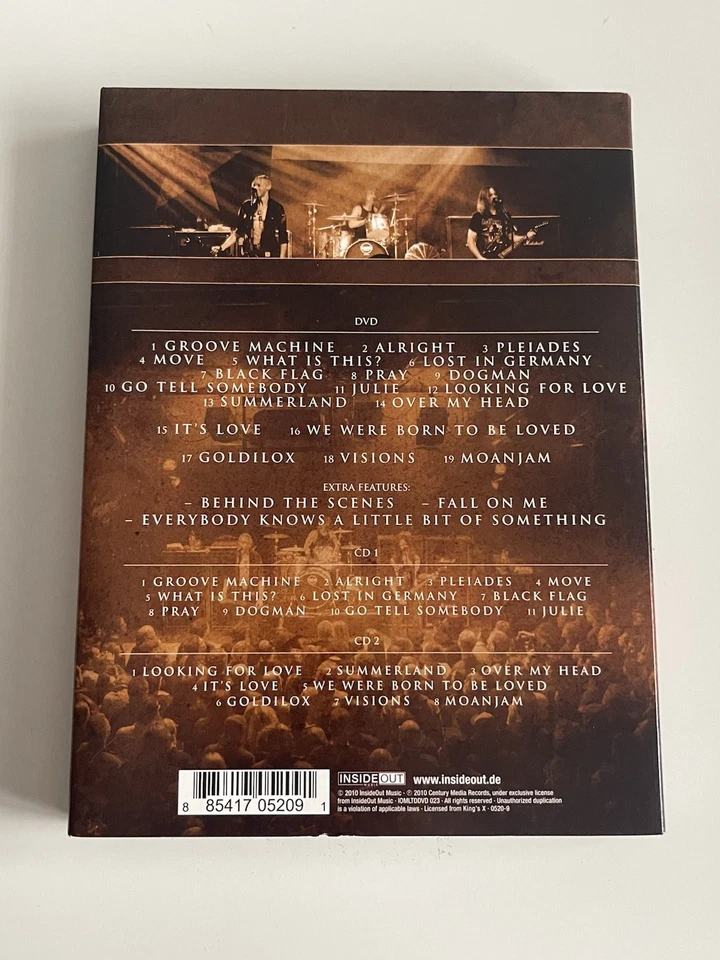 DVD
1 GROOVE MACHINE 2 ALRIGHT 3 PLEIADES
4 MOVE 5 WHAT IS THIS? 6 LOST IN GERMANY
7 BLACK FLAG 8 PRAY 9 DOGMAN
10 GO TELL SOMEBODY 11 JULIE 12 LOOKING FOR LOVE
13 SUMMERLAND 14 OVER MY HEAD
15 IT'S LOVE 16 WE WERE BORN TO BE LOVED
17 GOLDILOX 18 VISIONS 19 MOANJAM
EXTRA FEATURES:
– BEHIND THE SCENES – FALL ON ME
– EVERYBODY KNOWS A LITTLE BIT OF SOMETHING
CD 1
1 GROOVE MACHINE 2 ALRIGHT 3 PLEIADES 4 MOVE
5 WHAT IS THIS? 6 LOST IN GERMANY 7 BLACK FLAG
8 PRAY 9 DOGMAN 10 GO TELL SOMEBODY 11 JULIE
CD 2
1 LOOKING FOR LOVE 2 SUMMERLAND 3 OVER MY HEAD
4 IT'S LOVE 5 WE WERE BORN TO BE LOVED
6 GOLDILOX 7 VISIONS 8 MOANJAM
8 85417 05209 1
INSIDEOUT MUSIC www.insideout.de
© 2010 InsideOut Music · ℗ 2010 Century Media Records, under exclusive license
from InsideOut Music · IOMLTDDVD 023 · All rights reserved · Unauthorized duplication
is a violation of applicable laws · Licensed from King's X · 0520-9